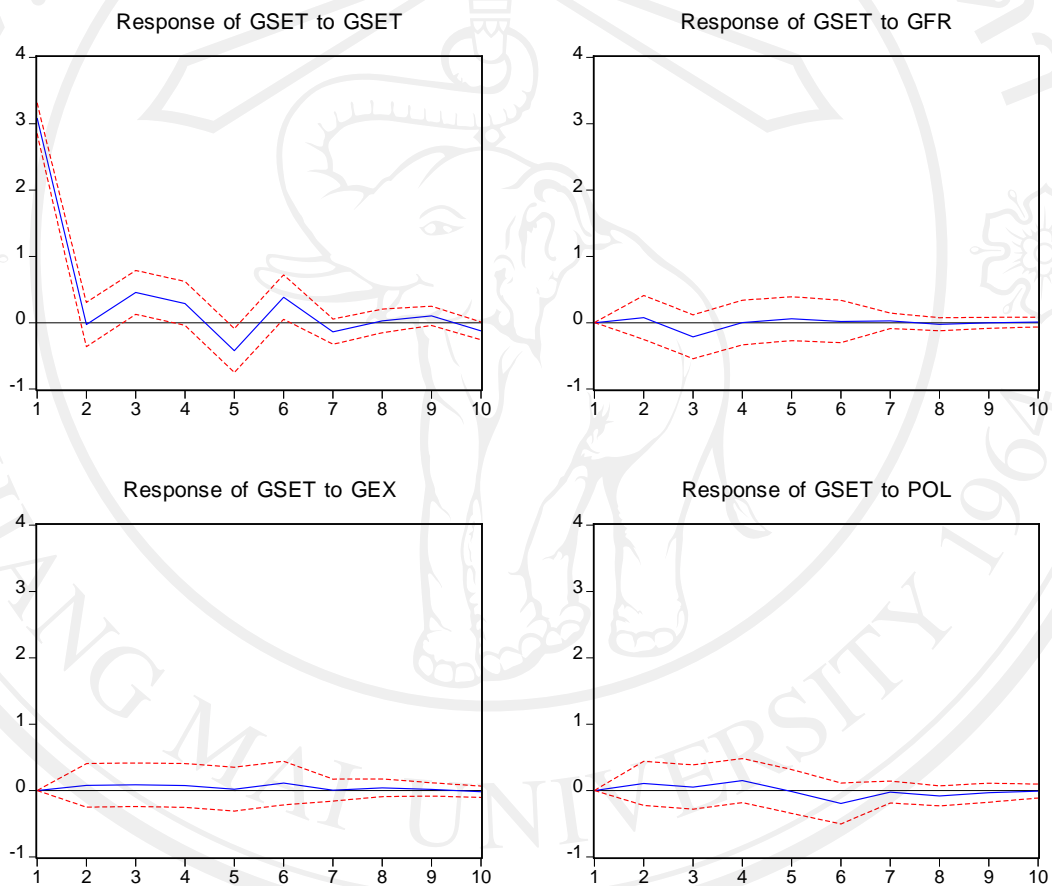 Response of GSET to GSET
4
3
2
1
0
-1
1 2 3 4 5 6 7 8 9 10
Response of GSET to GFR
4
3
2
1
0
-1
1 2 3 4 5 6 7 8 9 10
Response of GSET to GEX
4
3
2
1
0
-1
1 2 3 4 5 6 7 8 9 10
Response of GSET to POL
4
3
2
1
0
-1
1 2 3 4 5 6 7 8 9 10
ANG MAI UNIVERSITY 1964